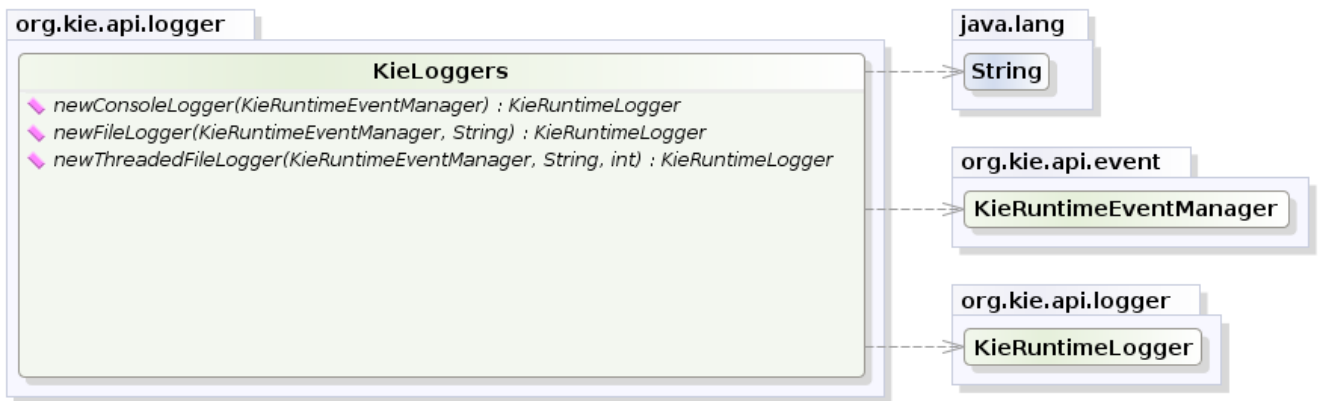 org.kie.api.logger
KieLoggers
newConsoleLogger(KieRuntimeEventManager) : KieRuntimeLogger
newFileLogger(KieRuntimeEventManager, String) : KieRuntimeLogger
newThreadedFileLogger(KieRuntimeEventManager, String, int) : KieRuntimeLogger
java.lang
String
org.kie.api.event
KieRuntimeEventManager
org.kie.api.logger
KieRuntimeLogger